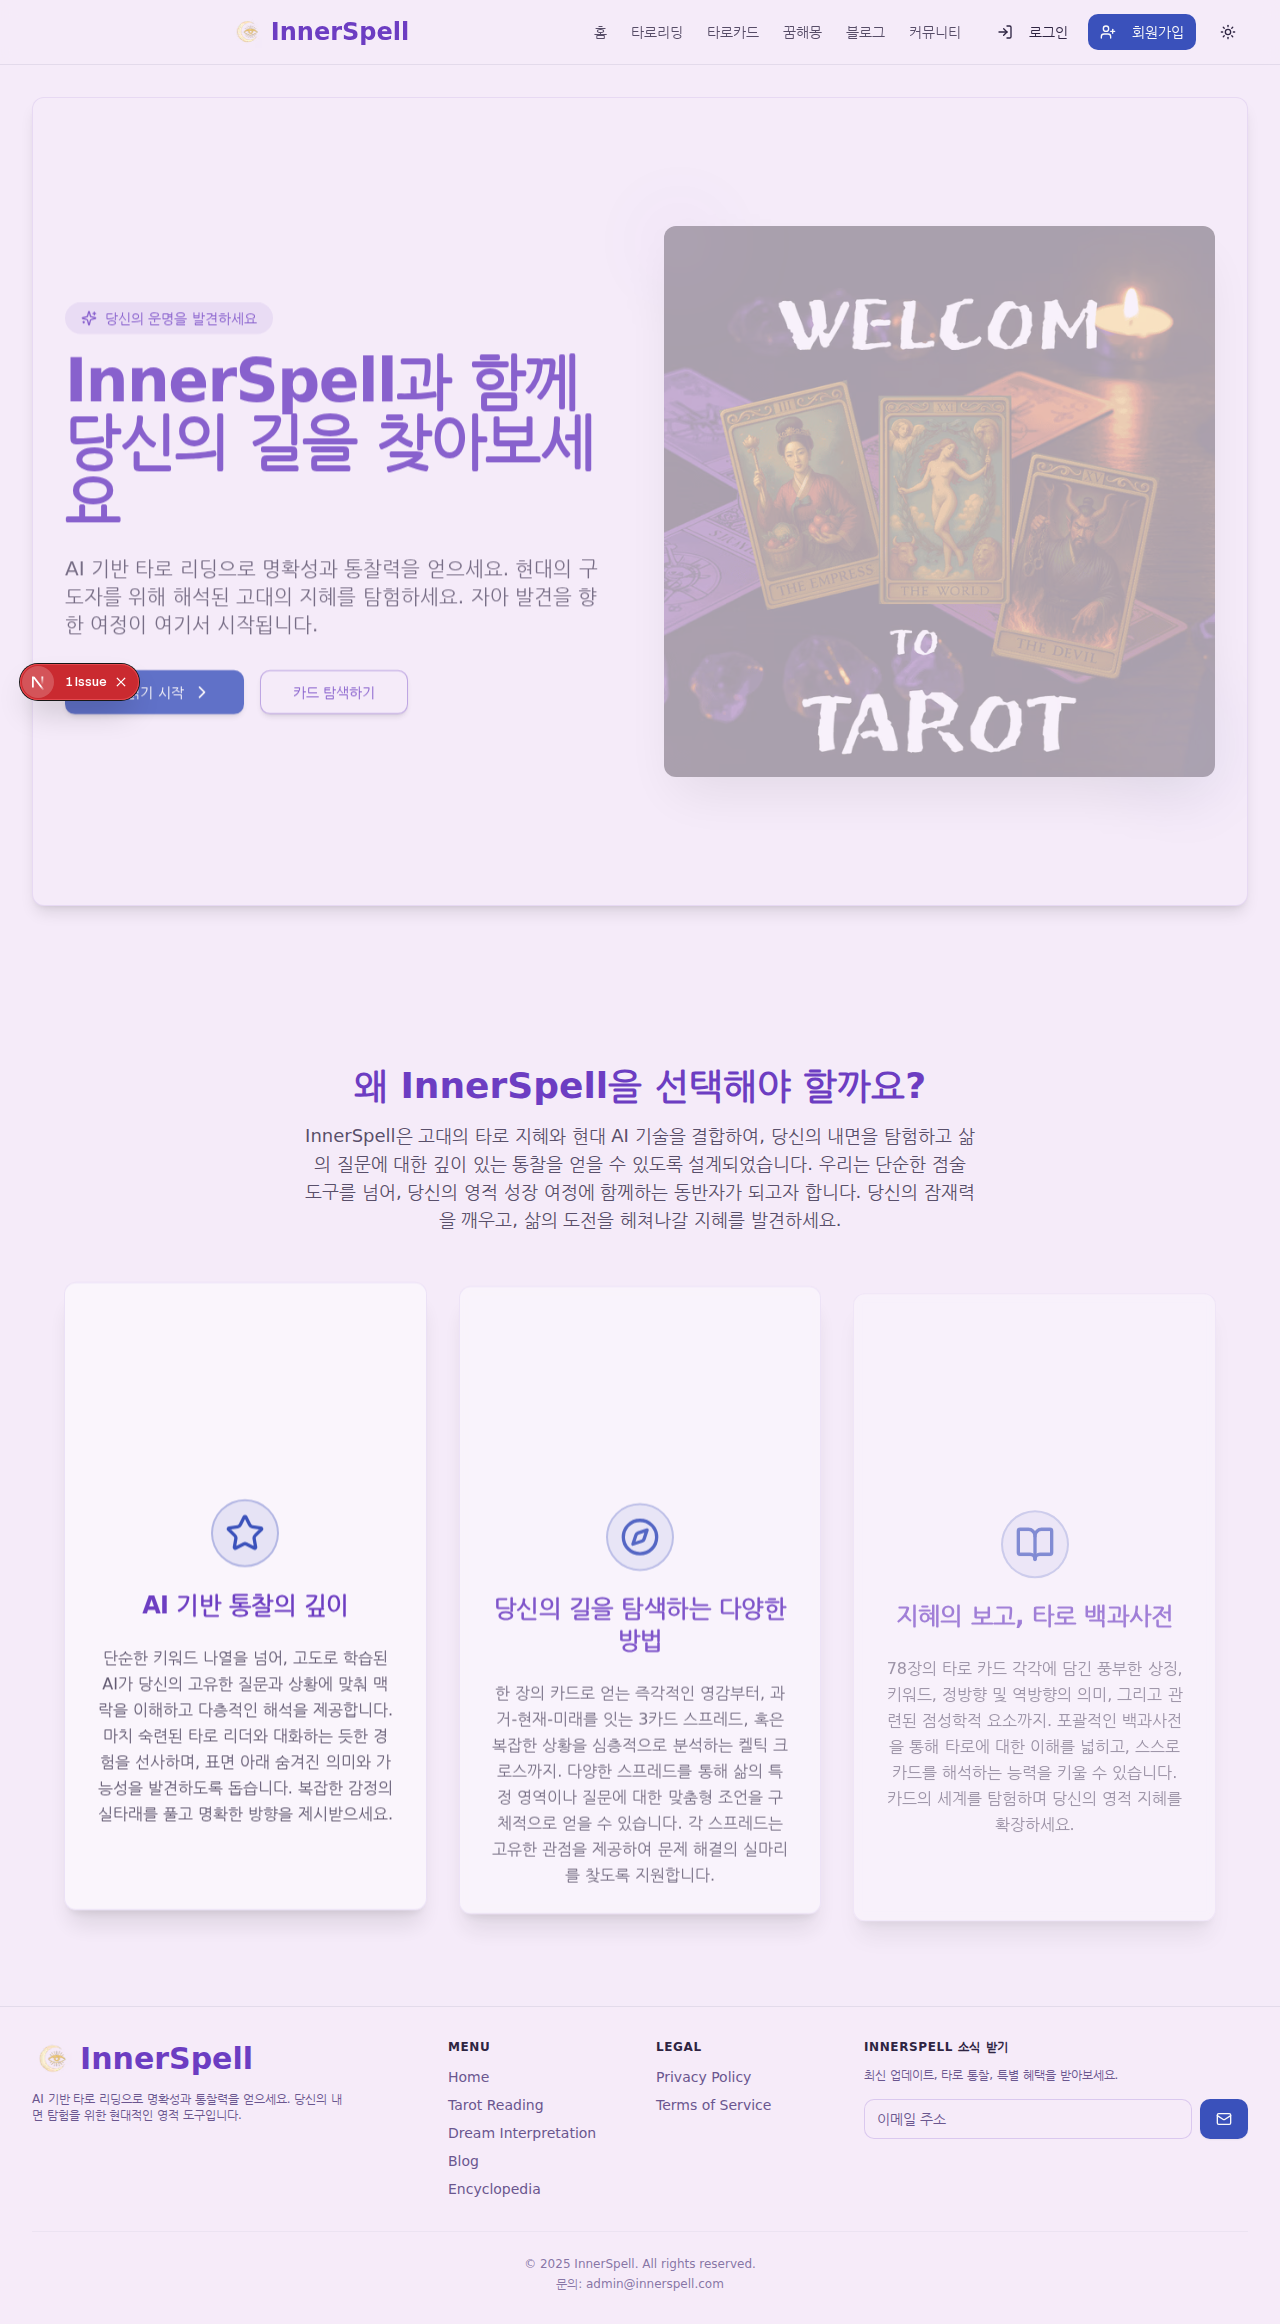 InnerSpell
홈
타로리딩
타로카드
꿈해몽
블로그
커뮤니티
로그인
회원가입
당신의 운명을 발견하세요
InnerSpell과 함께
당신의 길을 찾아보세
요
AI 기반 타로 리딩으로 명확성과 통찰력을 얻으세요. 현대의 구
도자를 위해 해석된 고대의 지혜를 탐험하세요. 자아 발견을 향
한 여정이 여기서 시작됩니다.
1 Issue
기 시작
카드 탐색하기
WELCOM
III
XXI
XV
THE EMPRESS
THE WORLD
THE DEVIL
TO
TAROT
왜 InnerSpell을 선택해야 할까요?
InnerSpell은 고대의 타로 지혜와 현대 AI 기술을 결합하여, 당신의 내면을 탐험하고 삶
의 질문에 대한 깊이 있는 통찰을 얻을 수 있도록 설계되었습니다. 우리는 단순한 점술
도구를 넘어, 당신의 영적 성장 여정에 함께하는 동반자가 되고자 합니다. 당신의 잠재력
을 깨우고, 삶의 도전을 헤쳐나갈 지혜를 발견하세요.
AI 기반 통찰의 깊이
단순한 키워드 나열을 넘어, 고도로 학습된
AI가 당신의 고유한 질문과 상황에 맞춰 맥
락을 이해하고 다층적인 해석을 제공합니다.
마치 숙련된 타로 리더와 대화하는 듯한 경
험을 선사하며, 표면 아래 숨겨진 의미와 가
능성을 발견하도록 돕습니다. 복잡한 감정의
실타래를 풀고 명확한 방향을 제시받으세요.
당신의 길을 탐색하는 다양한
방법
한 장의 카드로 얻는 즉각적인 영감부터, 과
거-현재-미래를 잇는 3카드 스프레드, 혹은
복잡한 상황을 심층적으로 분석하는 켈틱 크
로스까지. 다양한 스프레드를 통해 삶의 특
정 영역이나 질문에 대한 맞춤형 조언을 구
체적으로 얻을 수 있습니다. 각 스프레드는
고유한 관점을 제공하여 문제 해결의 실마리
를 찾도록 지원합니다.
지혜의 보고, 타로 백과사전
78장의 타로 카드 각각에 담긴 풍부한 상징,
키워드, 정방향 및 역방향의 의미, 그리고 관
련된 점성학적 요소까지. 포괄적인 백과사전
을 통해 타로에 대한 이해를 넓히고, 스스로
카드를 해석하는 능력을 키울 수 있습니다.
카드의 세계를 탐험하며 당신의 영적 지혜를
확장하세요.
InnerSpell
AI 기반 타로 리딩으로 명확성과 통찰력을 얻으세요. 당신의 내
면 탐험을 위한 현대적인 영적 도구입니다.
MENU
Home
Tarot Reading
Dream Interpretation
Blog
Encyclopedia
LEGAL
Privacy Policy
Terms of Service
INNERSPELL 소식 받기
최신 업데이트, 타로 통찰, 특별 혜택을 받아보세요.
이메일 주소
© 2025 InnerSpell. All rights reserved.
문의: admin@innerspell.com